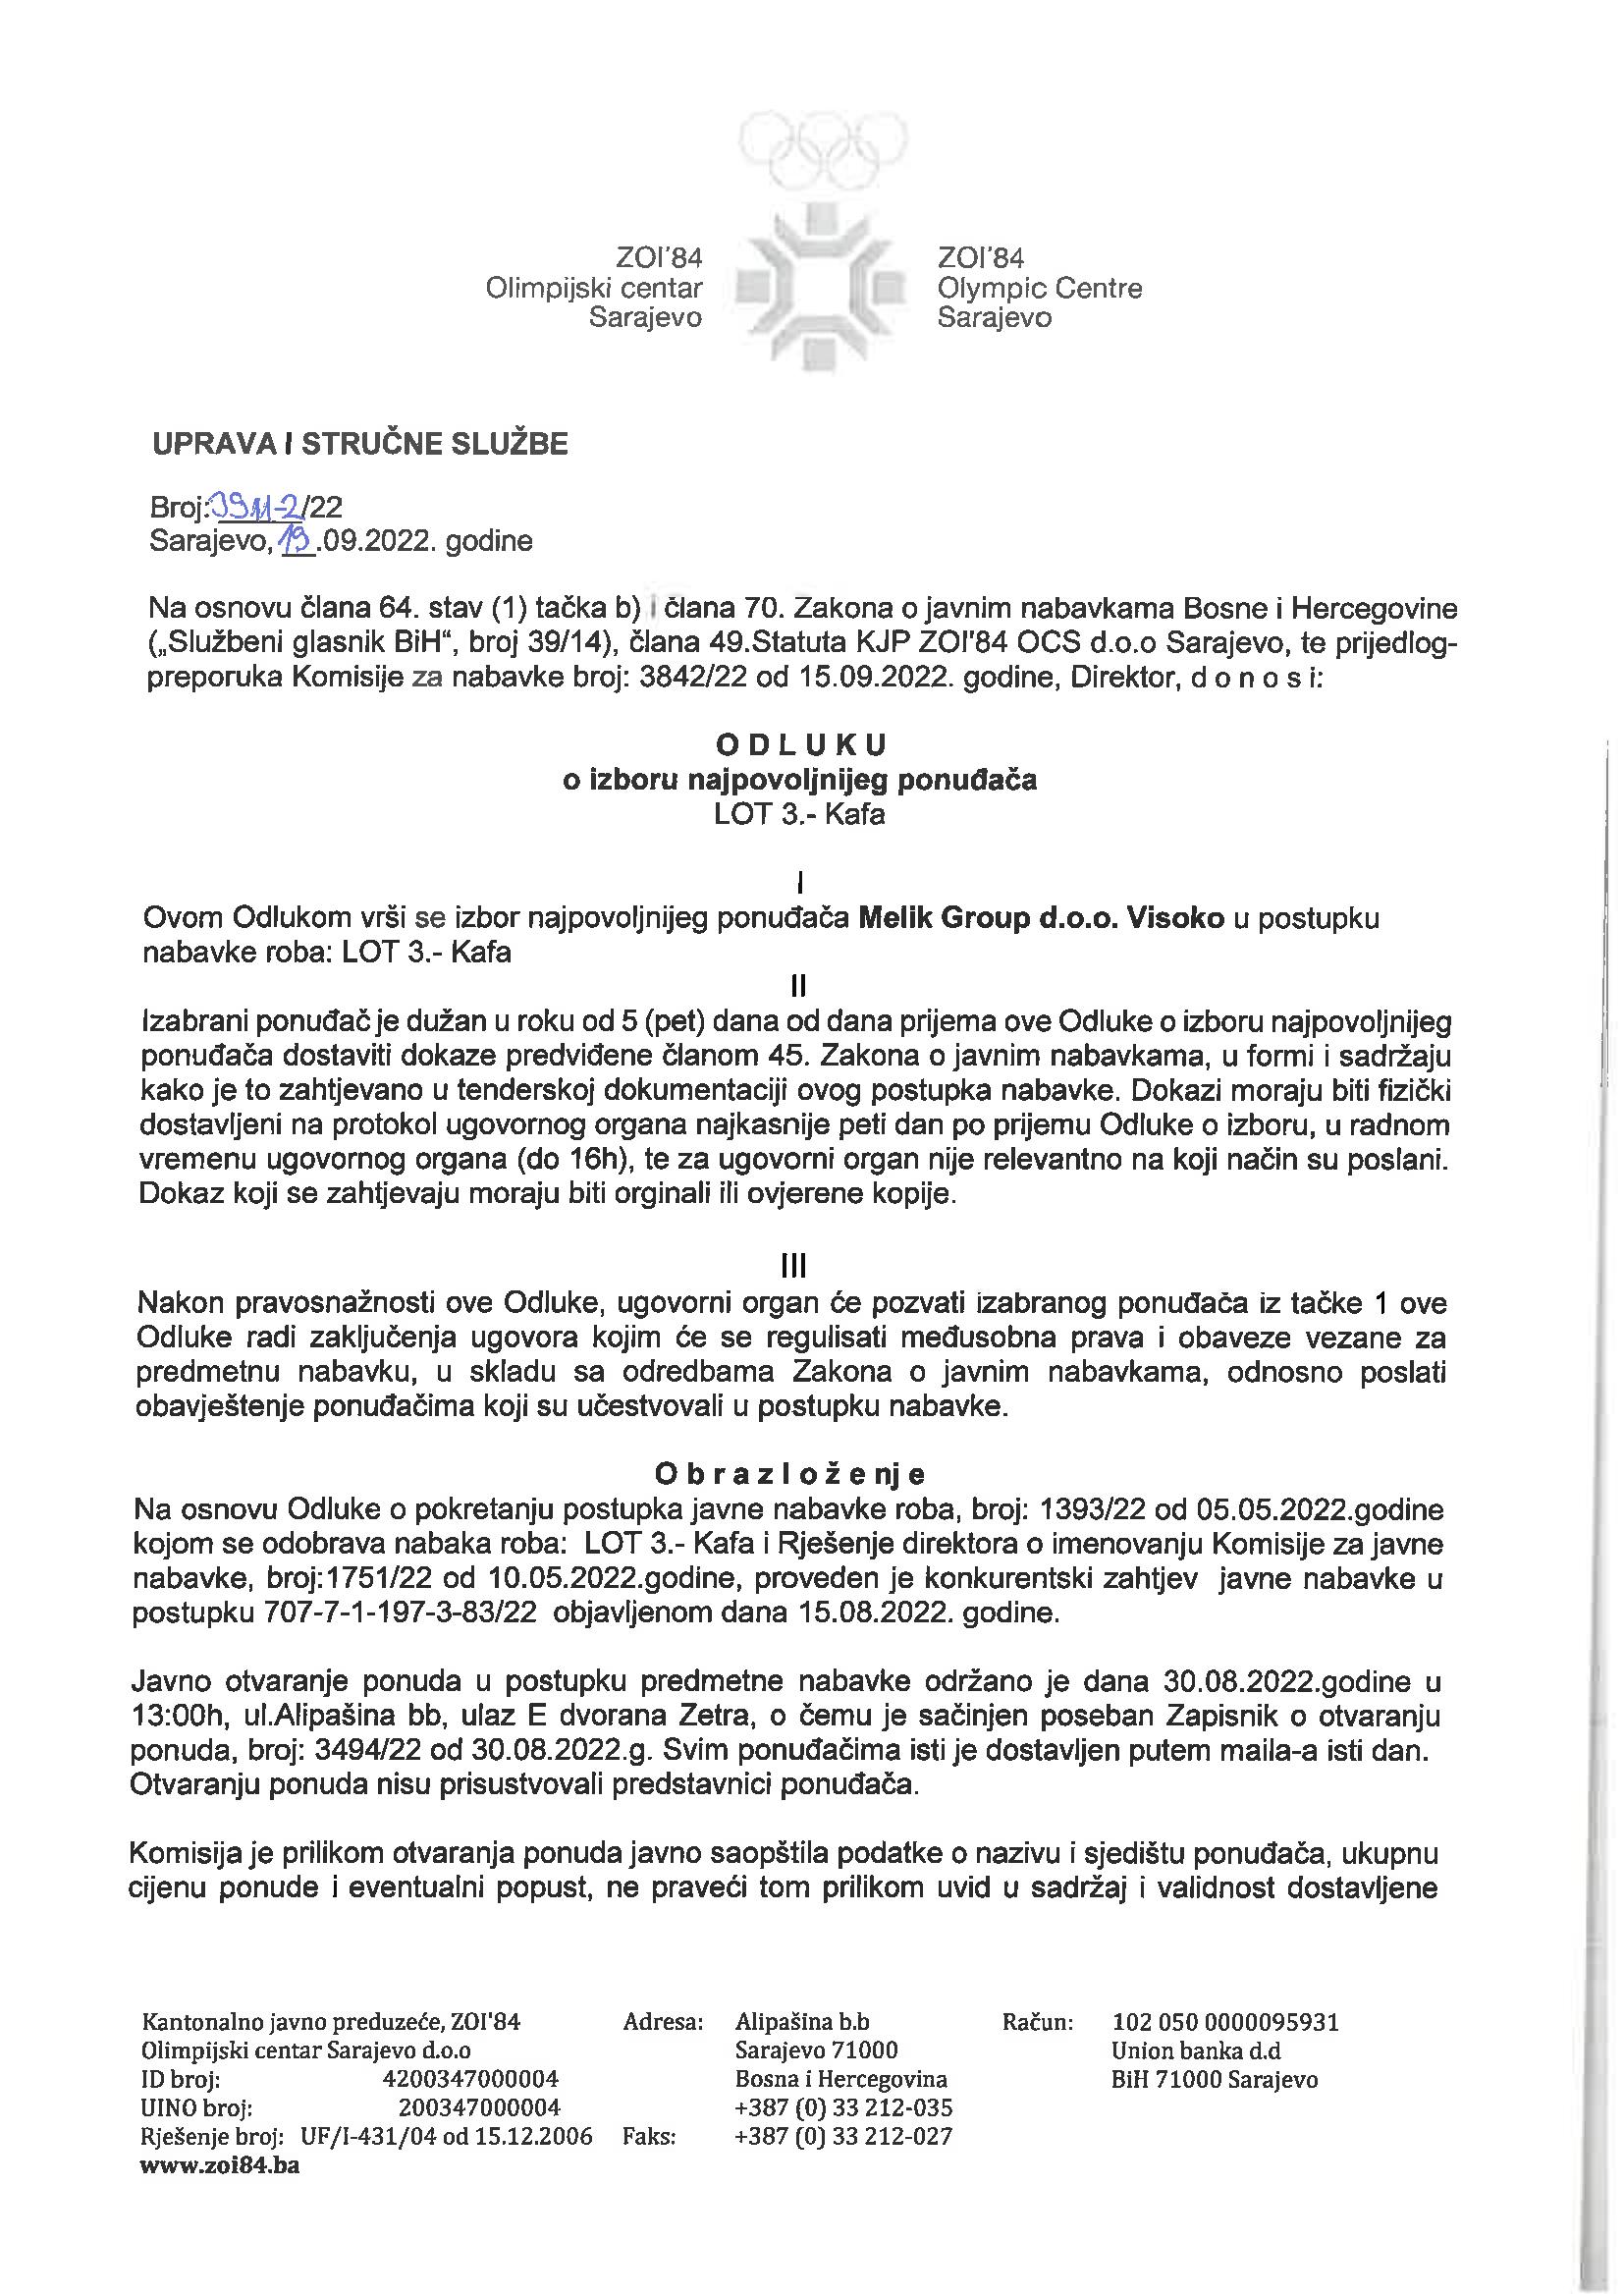 ZOI'84
Olimpijski centar
Sarajevo
ZOI'84
Olympic Centre
Sarajevo
UPRAVA I STRUČNE SLUŽBE
Broj: 3911-2/22
Sarajevo, 19.09.2022. godine
Na osnovu člana 64. stav (1) tačka b) i člana 70. Zakona o javnim nabavkama Bosne i Hercegovine
(„Službeni glasnik BiH“, broj 39/14), člana 49.Statuta KJP ZOI'84 OCS d.o.o Sarajevo, te prijedlog-
preporuka Komisije za nabavke broj: 3842/22 od 15.09.2022. godine, Direktor, d o n o s i:
O D L U K U
o izboru najpovoljnijeg ponuđača
LOT 3.- Kafa
I
Ovom Odlukom vrši se izbor najpovoljnijeg ponuđača Melik Group d.o.o. Visoko u postupku
nabavke roba: LOT 3.- Kafa
II
Izabrani ponuđač je dužan u roku od 5 (pet) dana od dana prijema ove Odluke o izboru najpovoljnijeg
ponuđača dostaviti dokaze predviđene članom 45. Zakona o javnim nabavkama, u formi i sadržaju
kako je to zahtjevano u tenderskoj dokumentaciji ovog postupka nabavke. Dokazi moraju biti fizički
dostavljeni na protokol ugovornog organa najkasnije peti dan po prijemu Odluke o izboru, u radnom
vremenu ugovornog organa (do 16h), te za ugovorni organ nije relevantno na koji način su poslani.
Dokaz koji se zahtjevaju moraju biti orginali ili ovjerene kopije.
III
Nakon pravosnažnosti ove Odluke, ugovorni organ će pozvati izabranog ponuđača iz tačke 1 ove
Odluke radi zaključenja ugovora kojim će se regulisati međusobna prava i obaveze vezane za
predmetnu nabavku, u skladu sa odredbama Zakona o javnim nabavkama, odnosno poslati
obavještenje ponuđačima koji su učestvovali u postupku nabavke.
O b r a z l o ž e nj e
Na osnovu Odluke o pokretanju postupka javne nabavke roba, broj: 1393/22 od 05.05.2022.godine
kojom se odobrava nabaka roba: LOT 3.- Kafa i Rješenje direktora o imenovanju Komisije za javne
nabavke, broj:1751/22 od 10.05.2022.godine, proveden je konkurentski zahtjev javne nabavke u
postupku 707-7-1-197-3-83/22 objavljenom dana 15.08.2022. godine.
Javno otvaranje ponuda u postupku predmetne nabavke održano je dana 30.08.2022.godine u
13:00h, ul.Alipašina bb, ulaz E dvorana Zetra, o čemu je sačinjen poseban Zapisnik o otvaranju
ponuda, broj: 3494/22 od 30.08.2022.g. Svim ponuđačima isti je dostavljen putem maila-a isti dan.
Otvaranju ponuda nisu prisustvovali predstavnici ponuđača.
Komisija je prilikom otvaranja ponuda javno saopštila podatke o nazivu i sjedištu ponuđača, ukupnu
cijenu ponude i eventualni popust, ne praveći tom prilikom uvid u sadržaj i validnost dostavljene
Kantonalno javno preduzeće, ZOI'84 Adresa: Alipašina b.b Račun: 102 050 0000095931
Olimpijski centar Sarajevo d.o.o Sarajevo 71000 Union banka d.d
ID broj: 4200347000004 Bosna i Hercegovina BiH 71000 Sarajevo
UINO broj: 200347000004 +387 (0) 33 212-035
Rješenje broj: UF/I-431/04 od 15.12.2006 Faks: +387 (0) 33 212-027
www.zoi84.ba